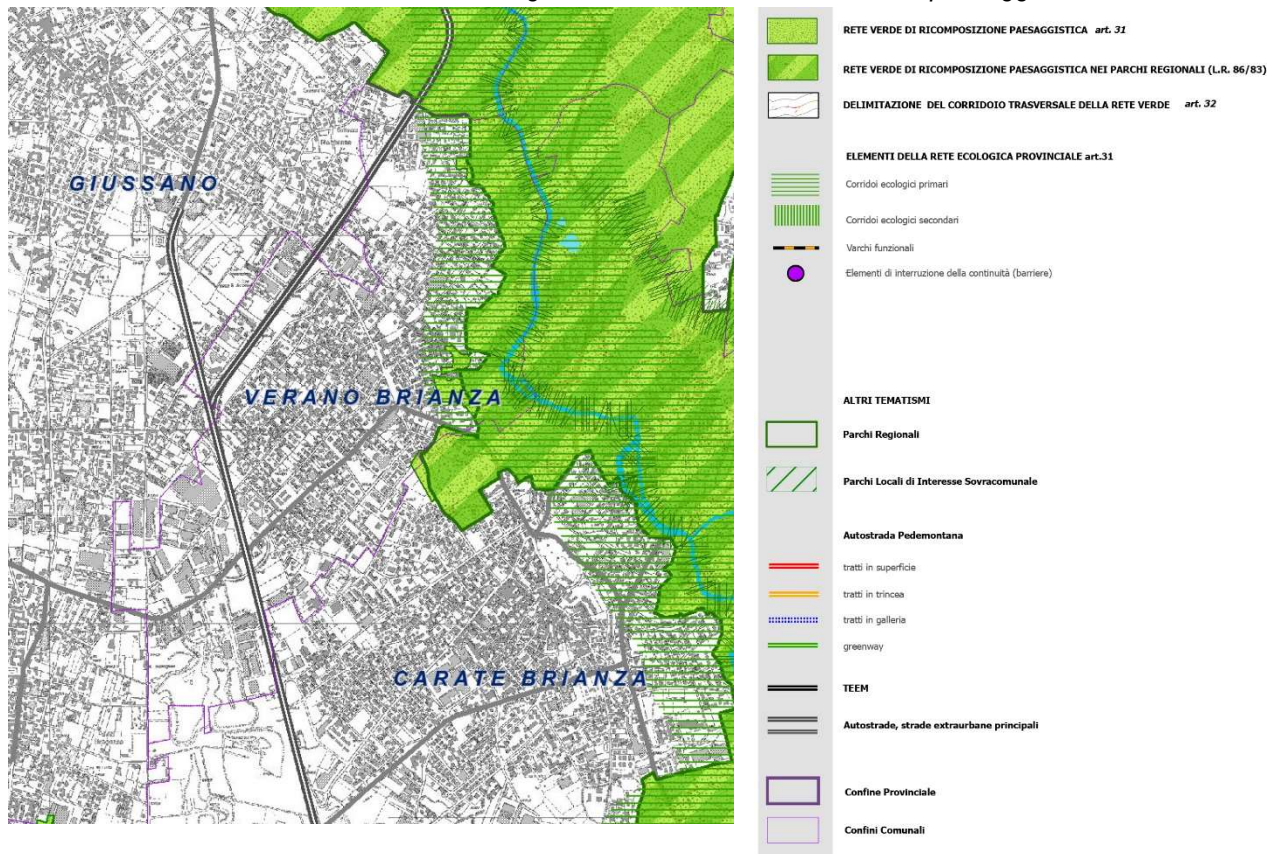 GIUSSANO
VERANO BRIANZA
CARATE BRIANZA
RETE VERDE DI RICOMPOSIZIONE PAESAGGISTICA art. 31
RETE VERDE DI RICOMPOSIZIONE PAESAGGISTICA NEI PARCHI REGIONALI (L.R. 86/83)
DELIMITAZIONE DEL CORRIDOIO TRASVERSALE DELLA RETE VERDE art. 32
ELEMENTI DELLA RETE ECOLOGICA PROVINCIALE art.31
Corridoi ecologici primari
Corridoi ecologici secondari
Varchi funzionali
Elementi di interruzione della continuità (barriere)
ALTRI TEMATISMI
Parchi Regionali
Parchi Locali di Interesse Sovracomunale
Autostrada Pedemontana
tratti in superficie
tratti in trincea
tratti in galleria
greenway
TEEM
Autostrade, strade extraurbane principali
Confine Provinciale
Confini Comunali